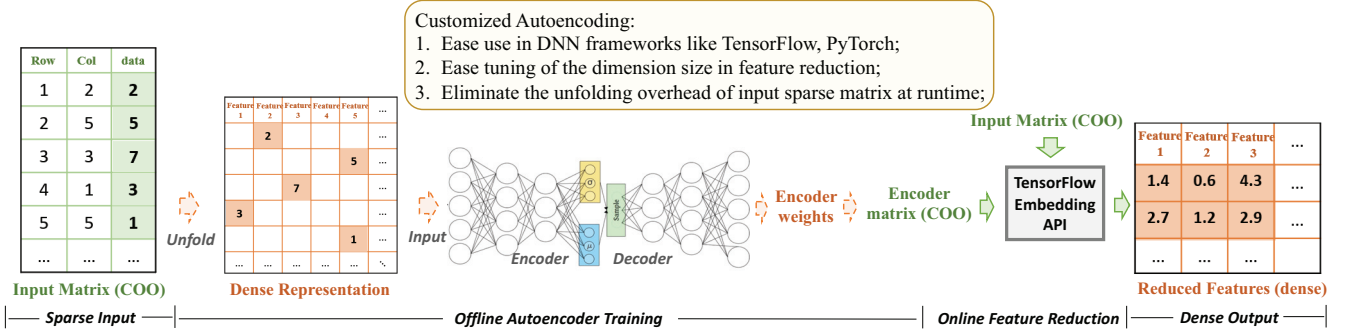 Customized Autoencoding:
1. Ease use in DNN frameworks like TensorFlow, PyTorch;
2. Ease tuning of the dimension size in feature reduction;
3. Eliminate the unfolding overhead of input sparse matrix at runtime;
Row Col data
1 2 2
2 5 5
3 3 7
4 1 3
5 5 1
... ... ...
Input Matrix (COO)
Unfold
Feature 1 Feature 2 Feature 3 Feature 4 Feature 5 ...
2 ...
5 ...
7 ...
3 ...
1 ...
... ... ... ... ... ⋱
Dense Representation
Input
σ
μ
Sample
Encoder
Decoder
Encoder
weights
Encoder
matrix (COO)
Input Matrix (COO)
TensorFlow
Embedding
API
Feature 1 Feature 2 Feature 3 ...
1.4 0.6 4.3 ...
2.7 1.2 2.9 ...
... ... ...
Reduced Features (dense)
Sparse Input
Offline Autoencoder Training
Online Feature Reduction
Dense Output